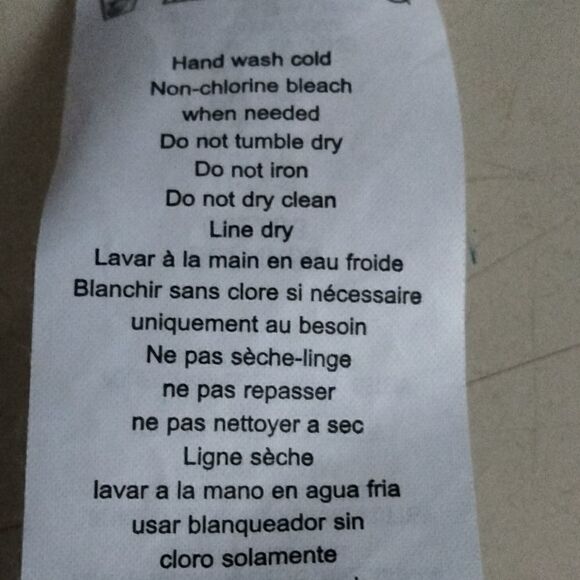 Hand wash cold
Non-chlorine bleach
when needed
Do not tumble dry
Do not iron
Do not dry clean
Line dry
Lavar à la main en eau froide
Blanchir sans clore si nécessaire
uniquement au besoin
Ne pas sèche-linge
ne pas repasser
ne pas nettoyer a sec
Ligne sèche
lavar a la mano en agua fria
usar blanqueador sin
cloro solamente